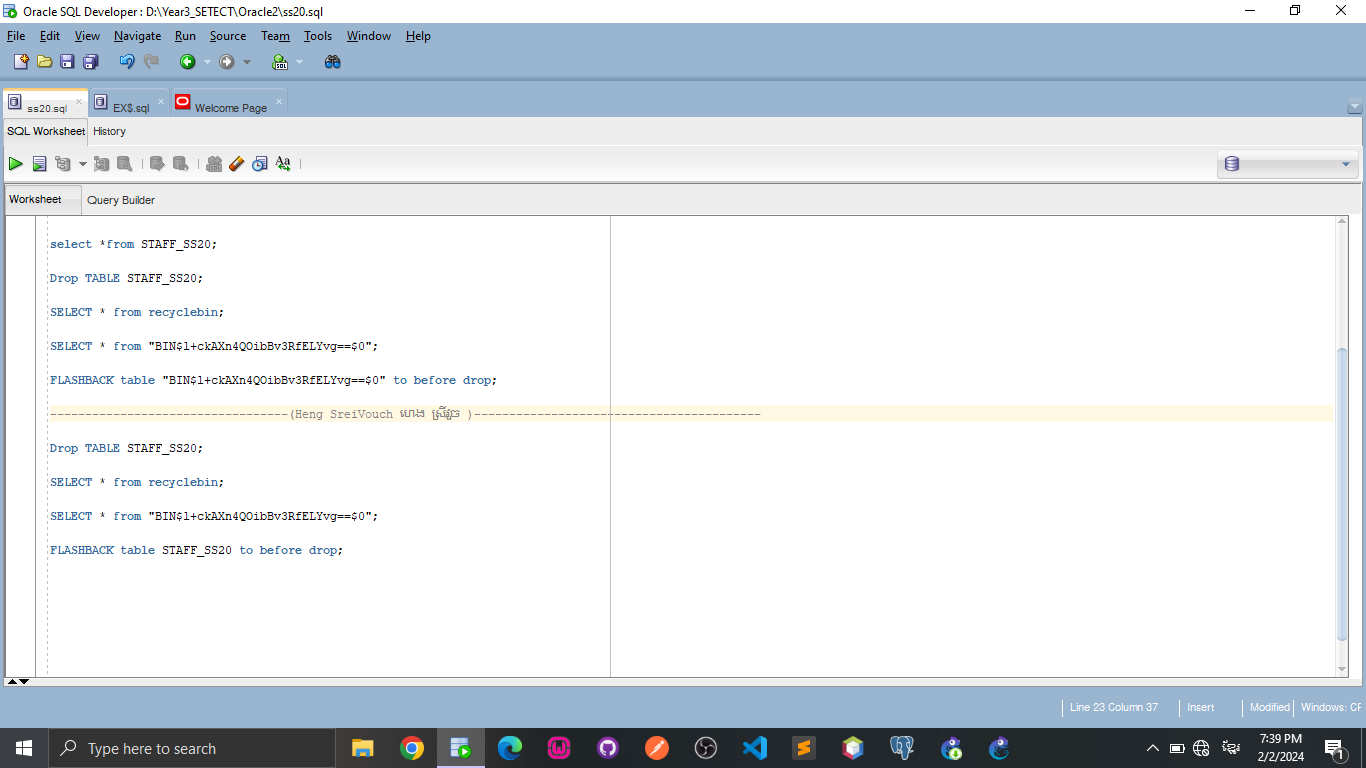 Oracle SQL Developer : D:\Year3_SETECT\Oracle2\ss20.sql
File Edit View Navigate Run Source Team Tools Window Help
ss20.sql EX$.sql Welcome Page
SQL Worksheet History
Worksheet Query Builder
select *from STAFF_SS20;
Drop TABLE STAFF_SS20;
SELECT * from recyclebin;
SELECT * from "BIN$l+ckAXn4QOibBv3RfELYvg==$0";
FLASHBACK table "BIN$l+ckAXn4QOibBv3RfELYvg==$0" to before drop;
----------------------------------(Heng SreiVouch ហេង ស្រីវួច )-----------------------------------------
Drop TABLE STAFF_SS20;
SELECT * from recyclebin;
SELECT * from "BIN$l+ckAXn4QOibBv3RfELYvg==$0";
FLASHBACK table STAFF_SS20 to before drop;
Line 23 Column 37 Insert Modified Windows: CF
Type here to search
7:39 PM
2/2/2024
1